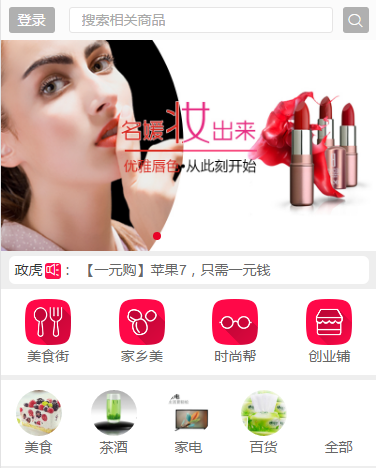 登录
搜索相关商品
名媛妆出来
优雅唇色·从此刻开始
政虎 : 【一元购】苹果7，只需一元钱
美食街 家乡美 时尚帮 创业铺
美食 茶酒 家电 百货 全部